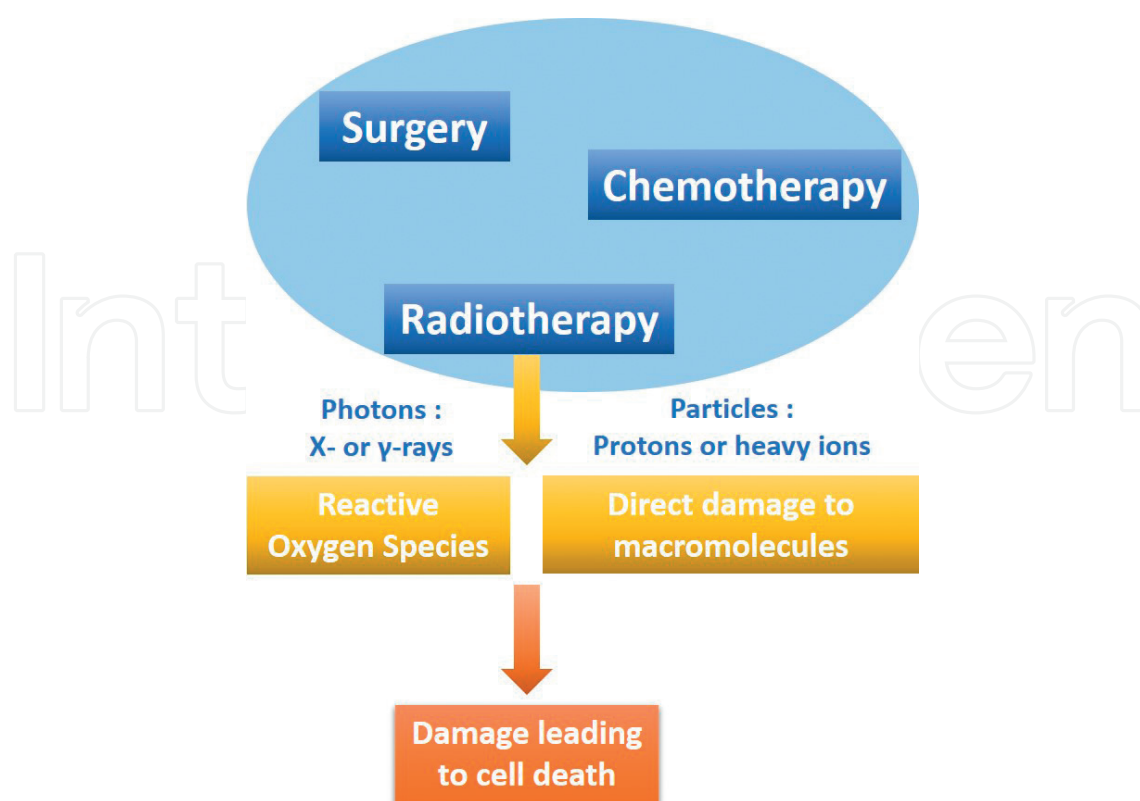 Surgery
Chemotherapy
Radiotherapy
Photons :
X- or γ-rays
Particles :
Protons or heavy ions
Reactive
Oxygen Species
Direct damage to
macromolecules
Damage leading
to cell death